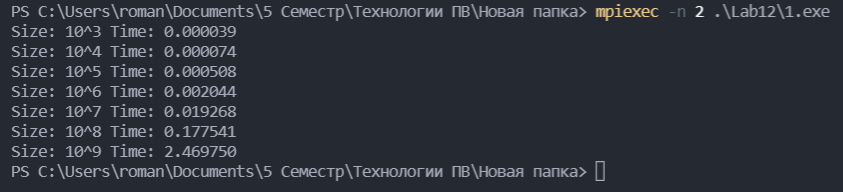 PS C:\Users\roman\Documents\5 Семестр\Технологии ПВ\Новая папка> mpiexec -n 2 .\Lab12\1.exe
Size: 10^3 Time: 0.000039
Size: 10^4 Time: 0.000074
Size: 10^5 Time: 0.000508
Size: 10^6 Time: 0.002044
Size: 10^7 Time: 0.019268
Size: 10^8 Time: 0.177541
Size: 10^9 Time: 2.469750
PS C:\Users\roman\Documents\5 Семестр\Технологии ПВ\Новая папка>